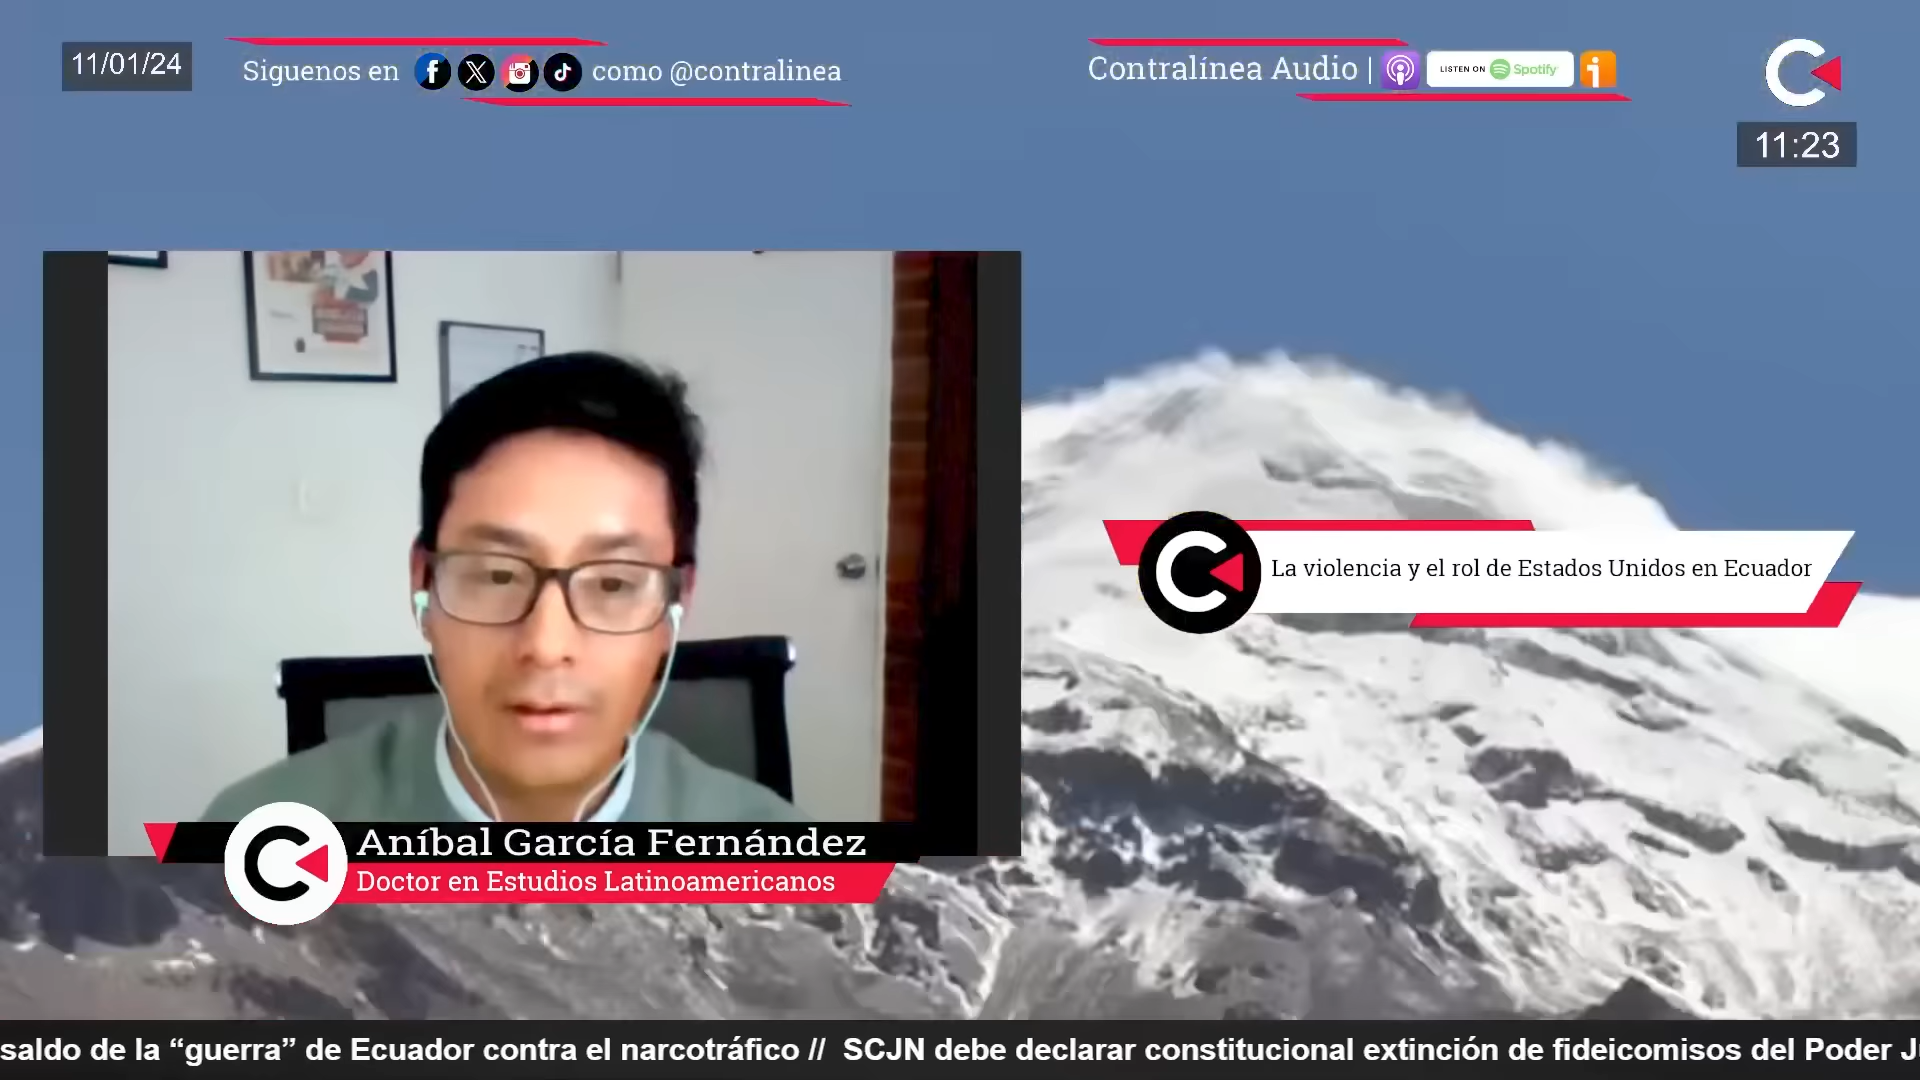 11/01/24
Siguenos en
como @contralinea
Contralínea Audio |
LISTEN ON Spotify
11:23
La violencia y el rol de Estados Unidos en Ecuador
Aníbal García Fernández
Doctor en Estudios Latinoamericanos
saldo de la “guerra” de Ecuador contra el narcotráfico // SCJN debe declarar constitucional extinción de fideicomisos del Poder J